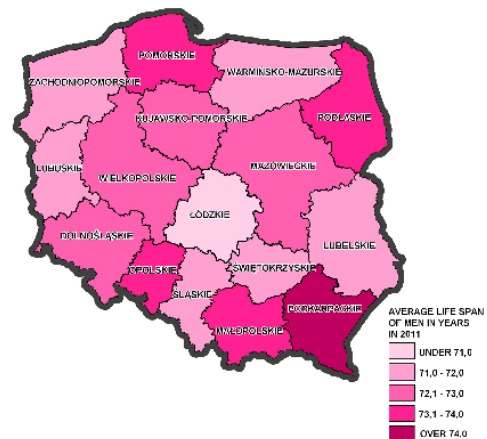 POMORSKIE
WARMIŃSKO-MAZURSKIE
ZACHODNIOPOMORSKIE
KUJAWSKO-POMORSKIE
PODLASKIE
LUBUSKIE
WIELKOPOLSKIE
MAZOWIECKIE
ŁÓDZKIE
DOLNOŚLĄSKIE
LUBELSKIE
OPOLSKIE
ŚWIĘTOKRZYSKIE
ŚLĄSKIE
PODKARPACKIE
MAŁOPOLSKIE
AVERAGE LIFE SPAN
OF MEN IN YEARS
IN 2011
UNDER 71,0
71,0 - 72,0
72,1 - 73,0
73,1 - 74,0
OVER 74,0